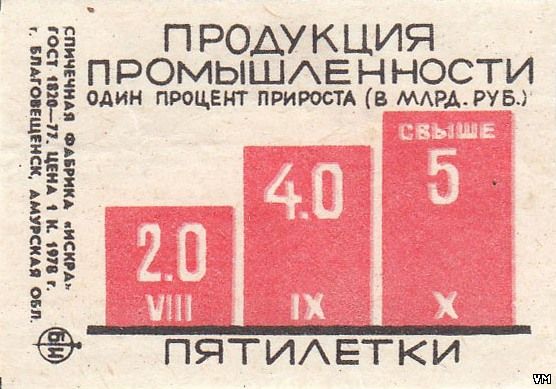 ПРОДУКЦИЯ
ПРОМЫШЛЕННОСТИ
ОДИН ПРОЦЕНТ ПРИРОСТА (В МЛРД. РУБ.)
СПИЧЕЧНАЯ ФАБРИКА «ИСКРА»
ГОСТ 1820—77. ЦЕНА 1 К. 1978 г.
г. БЛАГОВЕЩЕНСК, АМУРСКАЯ ОБЛ.
2.0
VIII
4.0
IX
СВЫШЕ
5
X
ПЯТИЛЕТКИ
VM